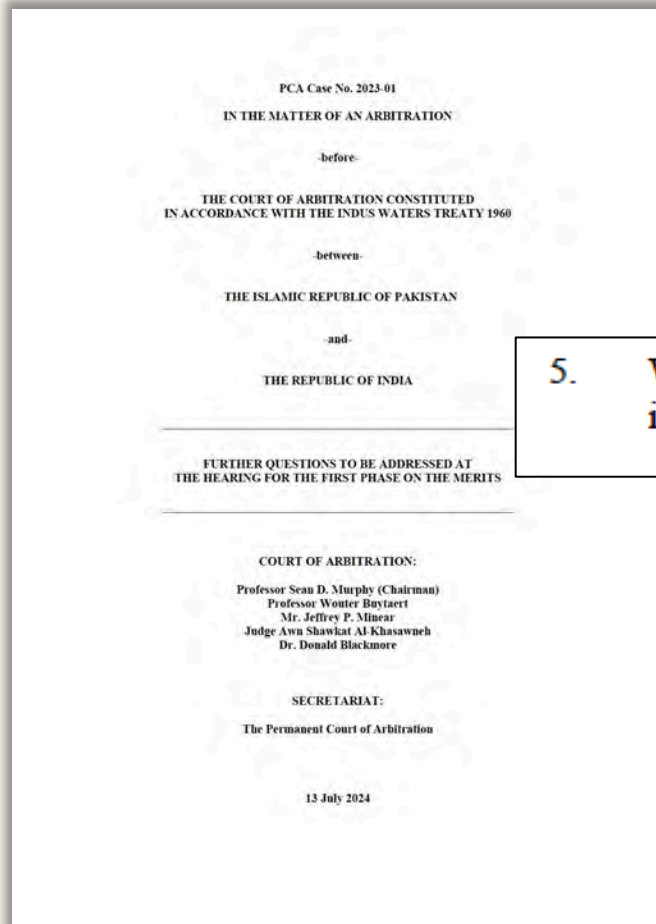 PCA Case No. 2023-01
IN THE MATTER OF AN ARBITRATION
-before-
THE COURT OF ARBITRATION CONSTITUTED
IN ACCORDANCE WITH THE INDUS WATERS TREATY 1960
-between-
THE ISLAMIC REPUBLIC OF PAKISTAN
-and-
THE REPUBLIC OF INDIA
FURTHER QUESTIONS TO BE ADDRESSED AT
THE HEARING FOR THE FIRST PHASE ON THE MERITS
COURT OF ARBITRATION:
Professor Sean D. Murphy (Chairman)
Professor Wouter Buytaert
Mr. Jeffrey P. Minear
Judge Awn Shawkat Al-Khasawneh
Dr. Donald Blackmore
SECRETARIAT:
The Permanent Court of Arbitration
13 July 2024
5.